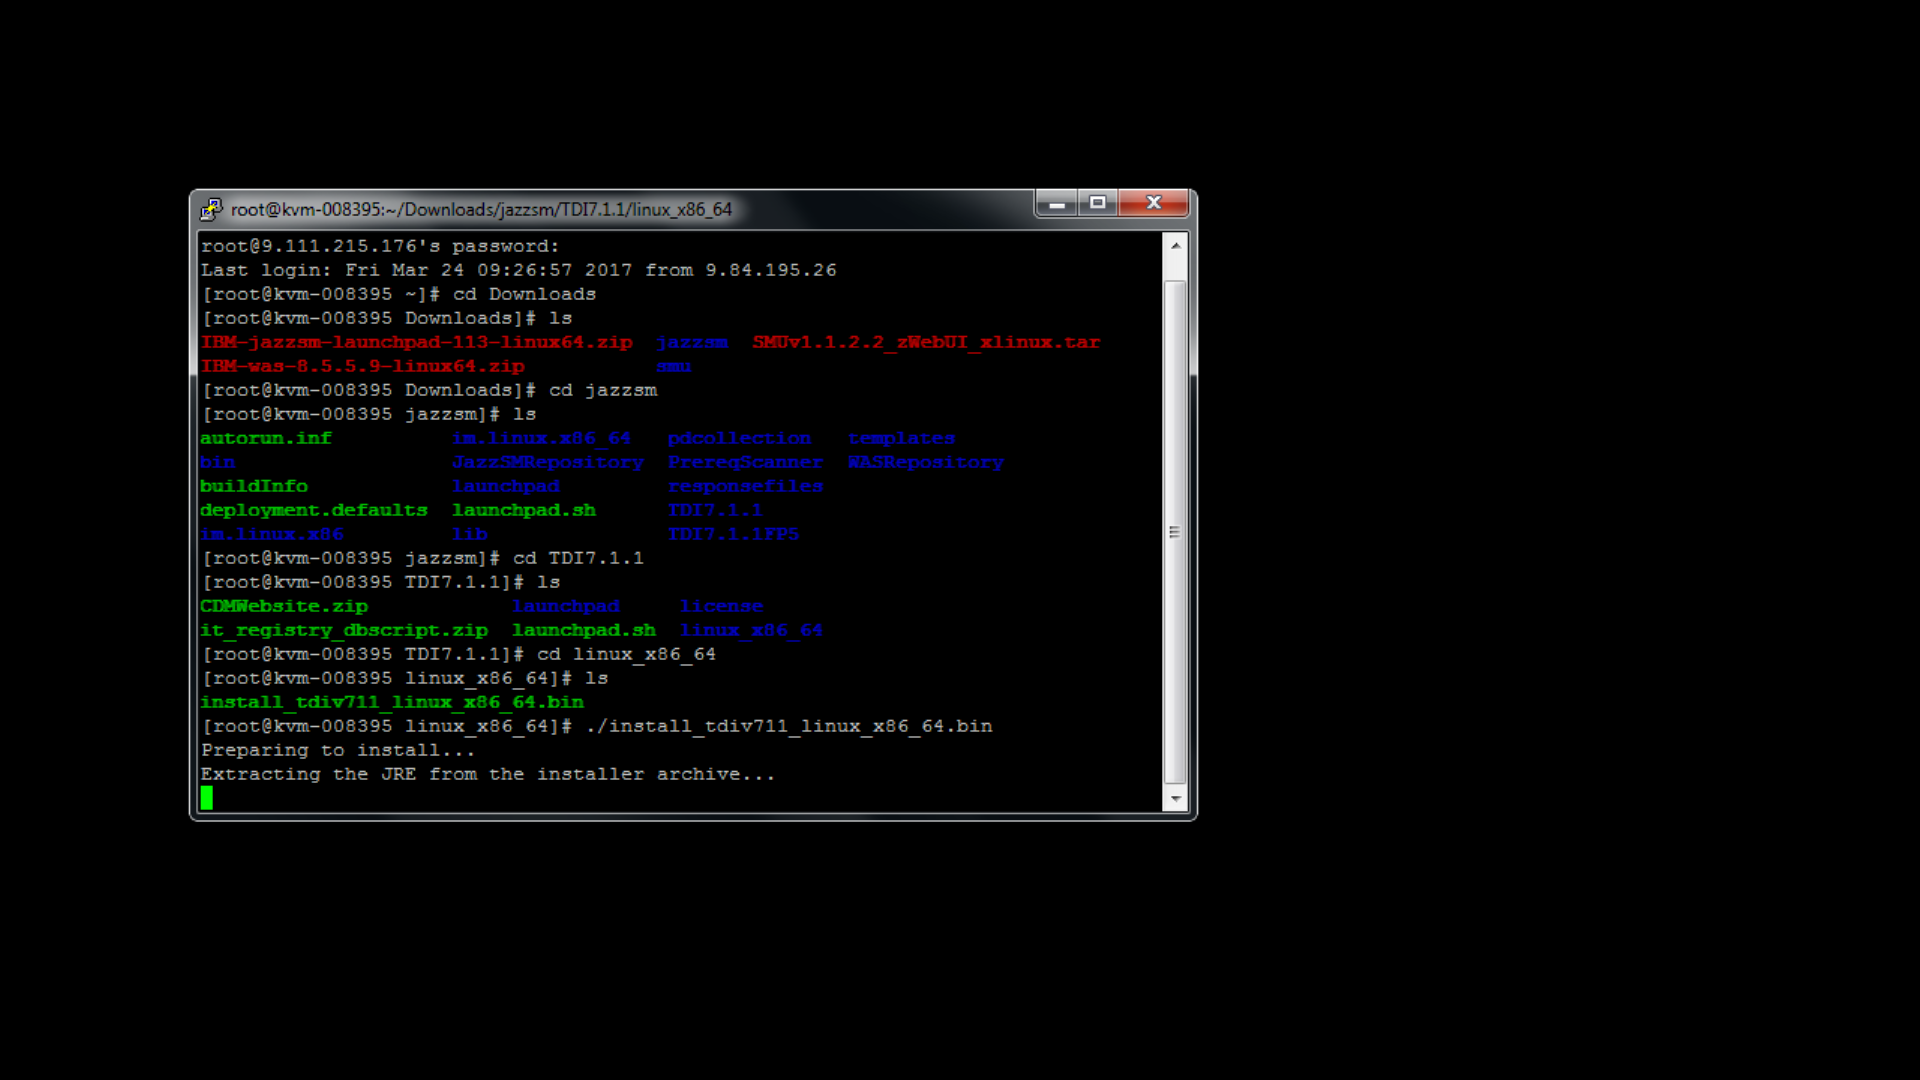 root@kvm-008395:~/Downloads/jazzsm/TDI7.1.1/linux_x86_64
root@9.111.215.176's password:
Last login: Fri Mar 24 09:26:57 2017 from 9.84.195.26
[root@kvm-008395 ~]# cd Downloads
[root@kvm-008395 Downloads]# ls
IBM-jazzsm-launchpad-113-linux64.zip  jazzsm  SMUv1.1.2.2_zWebUI_xlinux.tar
IBM-was-8.5.5.9-linux64.zip           smu
[root@kvm-008395 Downloads]# cd jazzsm
[root@kvm-008395 jazzsm]# ls
autorun.inf          im.linux.x86_64   pdcollection   templates
bin                  JazzSMRepository  PrereqScanner  WASRepository
buildInfo            launchpad         responsefiles
deployment.defaults  launchpad.sh      TDI7.1.1
im.linux.x86         lib               TDI7.1.1FP5
[root@kvm-008395 jazzsm]# cd TDI7.1.1
[root@kvm-008395 TDI7.1.1]# ls
CDMWebsite.zip            launchpad     license
it_registry_dbscript.zip  launchpad.sh  linux_x86_64
[root@kvm-008395 TDI7.1.1]# cd linux_x86_64
[root@kvm-008395 linux_x86_64]# ls
install_tdiv711_linux_x86_64.bin
[root@kvm-008395 linux_x86_64]# ./install_tdiv711_linux_x86_64.bin
Preparing to install...
Extracting the JRE from the installer archive...